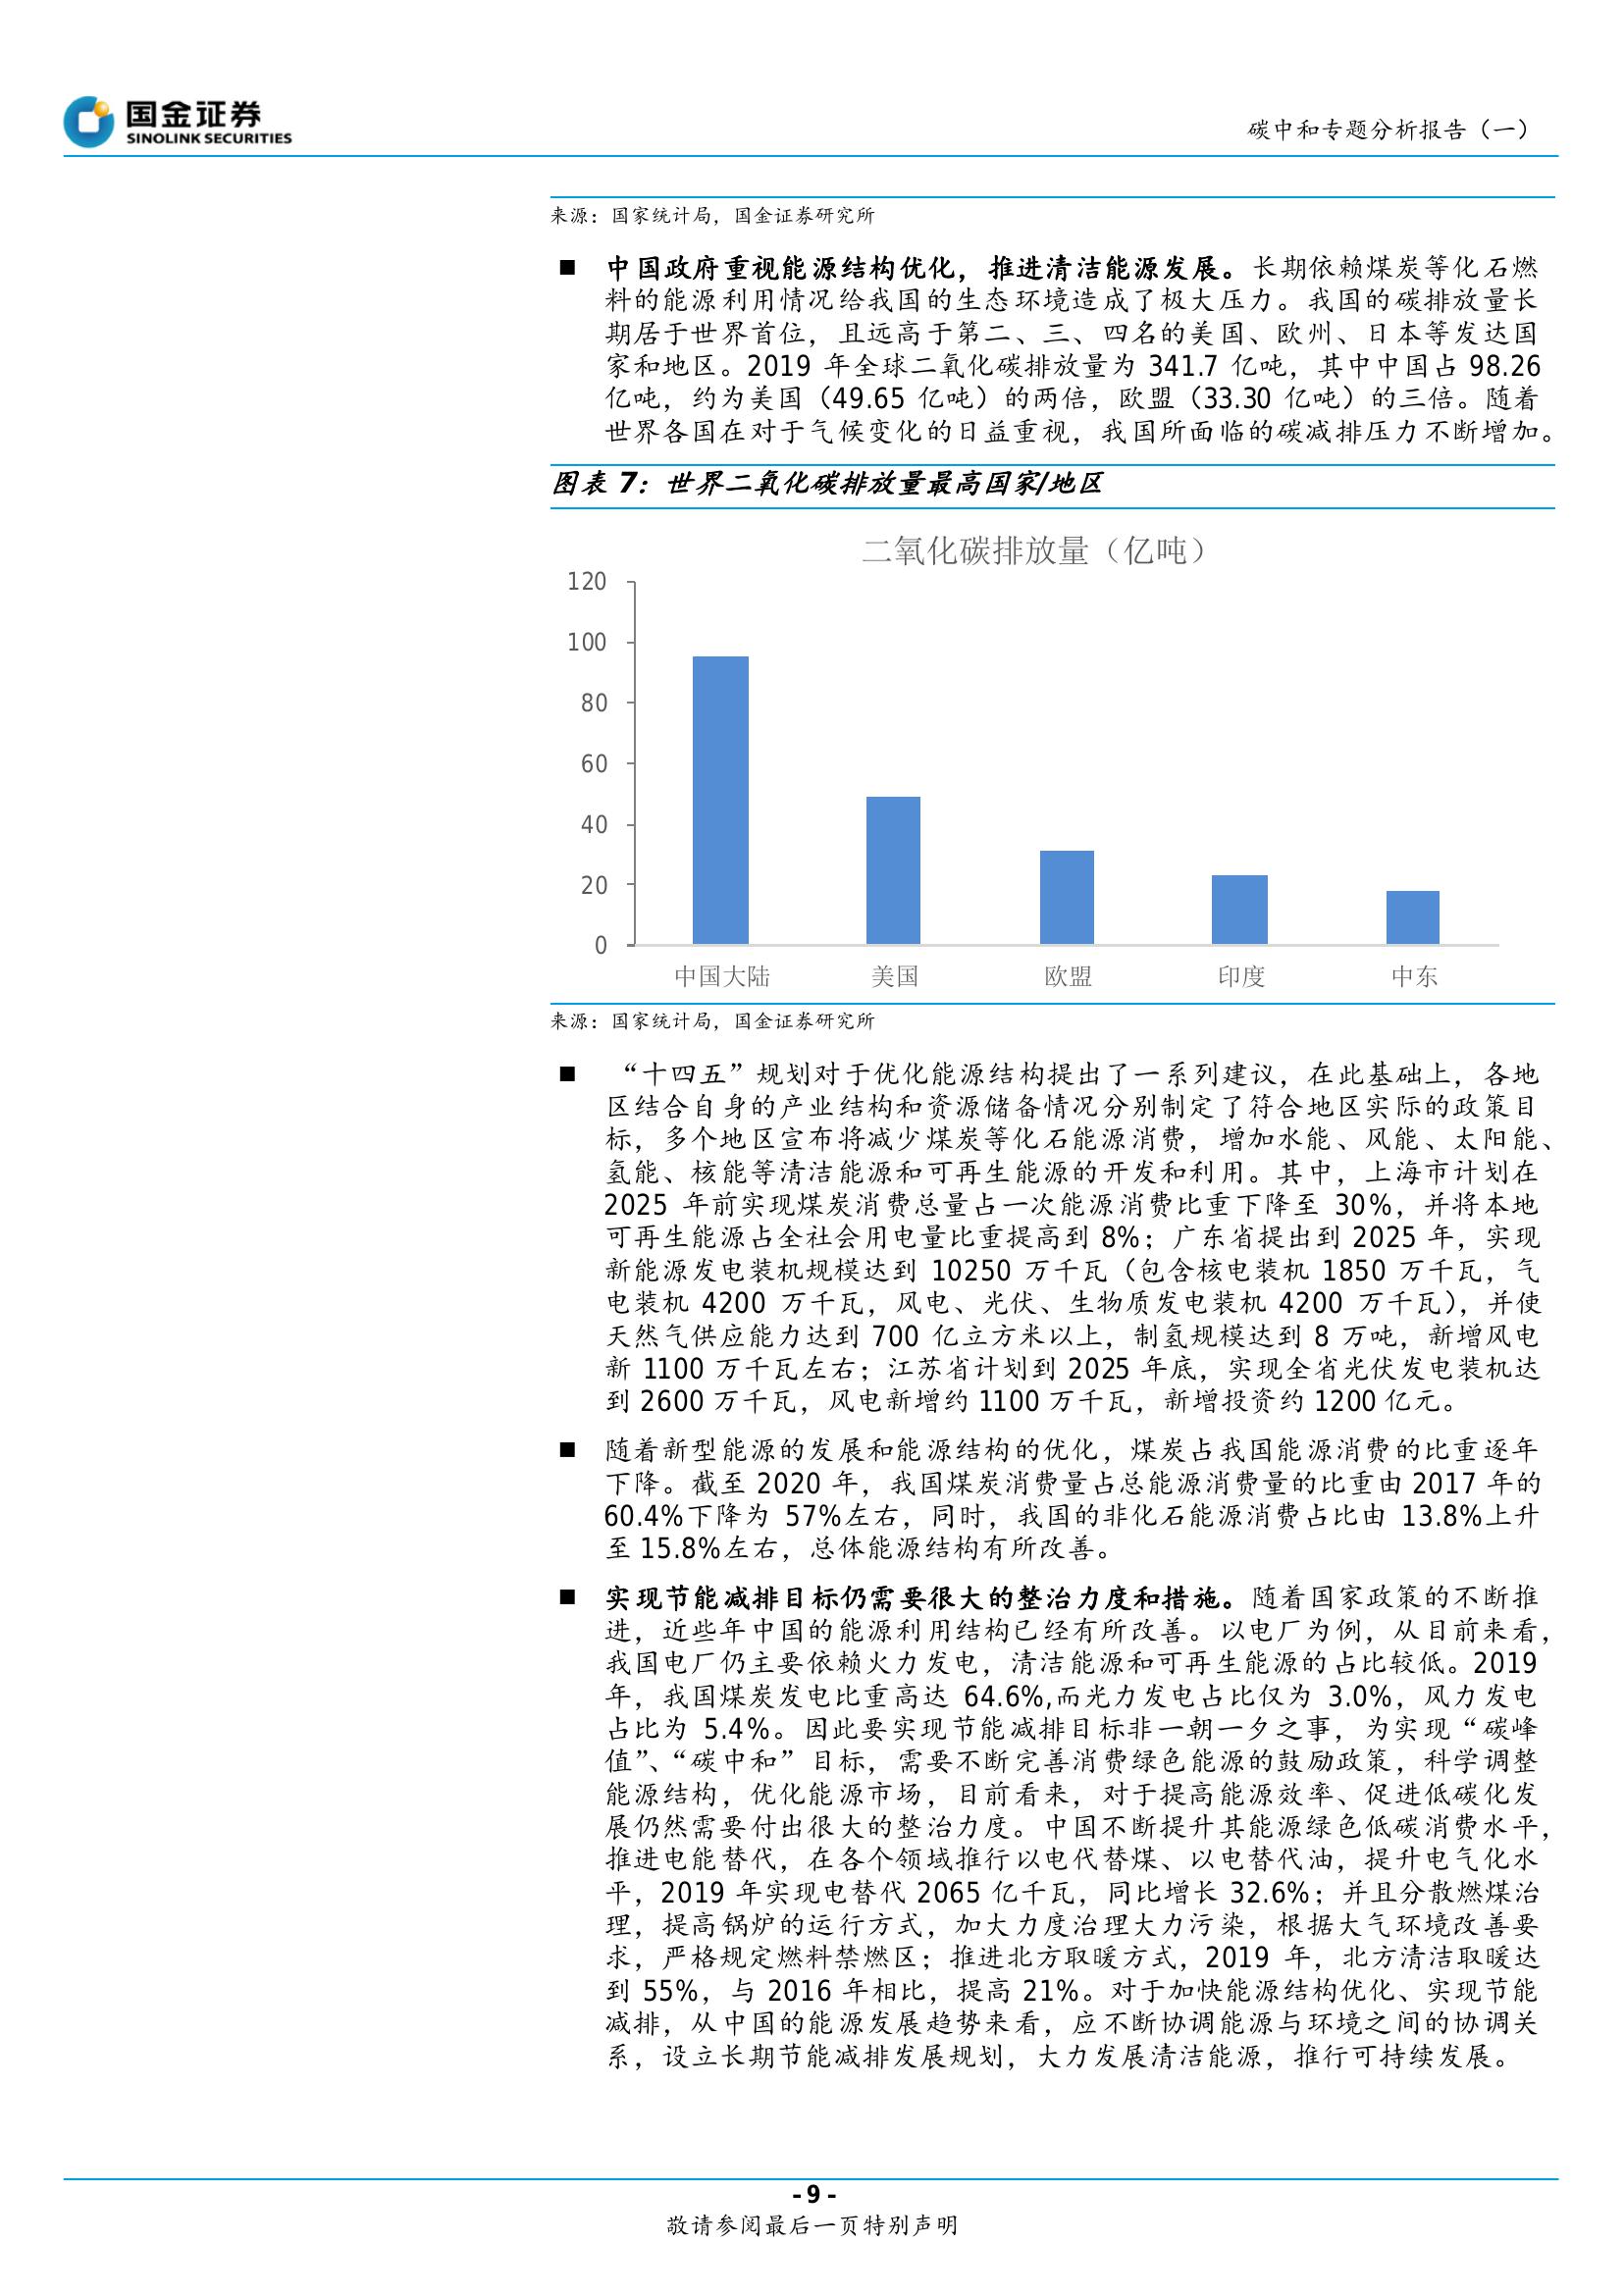 国金证券
SINOLINK SECURITIES
碳中和专题分析报告（一）
来源：国家统计局，国金证券研究所
■ 中国政府重视能源结构优化，推进清洁能源发展。长期依赖煤炭等化石燃
料的能源利用情况给我国的生态环境造成了极大压力。我国的碳排放量长
期居于世界首位，且远高于第二、三、四名的美国、欧州、日本等发达国
家和地区。2019 年全球二氧化碳排放量为 341.7 亿吨，其中中国占 98.26
亿吨，约为美国（49.65 亿吨）的两倍，欧盟（33.30 亿吨）的三倍。随着
世界各国在对于气候变化的日益重视，我国所面临的碳减排压力不断增加。
图表 7：世界二氧化碳排放量最高国家/地区
二氧化碳排放量（亿吨）
120
100
80
60
40
20
0
中国大陆 美国 欧盟 印度 中东
来源：国家统计局，国金证券研究所
■ “十四五”规划对于优化能源结构提出了一系列建议，在此基础上，各地
区结合自身的产业结构和资源储备情况分别制定了符合地区实际的政策目
标，多个地区宣布将减少煤炭等化石能源消费，增加水能、风能、太阳能、
氢能、核能等清洁能源和可再生能源的开发和利用。其中，上海市计划在
2025 年前实现煤炭消费总量占一次能源消费比重下降至 30%，并将本地
可再生能源占全社会用电量比重提高到 8%；广东省提出到 2025 年，实现
新能源发电装机规模达到 10250 万千瓦（包含核电装机 1850 万千瓦，气
电装机 4200 万千瓦，风电、光伏、生物质发电装机 4200 万千瓦），并使
天然气供应能力达到 700 亿立方米以上，制氢规模达到 8 万吨，新增风电
新 1100 万千瓦左右；江苏省计划到 2025 年底，实现全省光伏发电装机达
到 2600 万千瓦，风电新增约 1100 万千瓦，新增投资约 1200 亿元。
■ 随着新型能源的发展和能源结构的优化，煤炭占我国能源消费的比重逐年
下降。截至 2020 年，我国煤炭消费量占总能源消费量的比重由 2017 年的
60.4%下降为 57%左右，同时，我国的非化石能源消费占比由 13.8%上升
至 15.8%左右，总体能源结构有所改善。
■ 实现节能减排目标仍需要很大的整治力度和措施。随着国家政策的不断推
进，近些年中国的能源利用结构已经有所改善。以电厂为例，从目前来看，
我国电厂仍主要依赖火力发电，清洁能源和可再生能源的占比较低。2019
年，我国煤炭发电比重高达 64.6%,而光力发电占比仅为 3.0%，风力发电
占比为 5.4%。因此要实现节能减排目标非一朝一夕之事，为实现“碳峰
值”、“碳中和”目标，需要不断完善消费绿色能源的鼓励政策，科学调整
能源结构，优化能源市场，目前看来，对于提高能源效率、促进低碳化发
展仍然需要付出很大的整治力度。中国不断提升其能源绿色低碳消费水平，
推进电能替代，在各个领域推行以电代替煤、以电替代油，提升电气化水
平，2019 年实现电替代 2065 亿千瓦，同比增长 32.6%；并且分散燃煤治
理，提高锅炉的运行方式，加大力度治理大力污染，根据大气环境改善要
求，严格规定燃料禁燃区；推进北方取暖方式，2019 年，北方清洁取暖达
到 55%，与 2016 年相比，提高 21%。对于加快能源结构优化、实现节能
减排，从中国的能源发展趋势来看，应不断协调能源与环境之间的协调关
系，设立长期节能减排发展规划，大力发展清洁能源，推行可持续发展。
- 9 -
敬请参阅最后一页特别声明